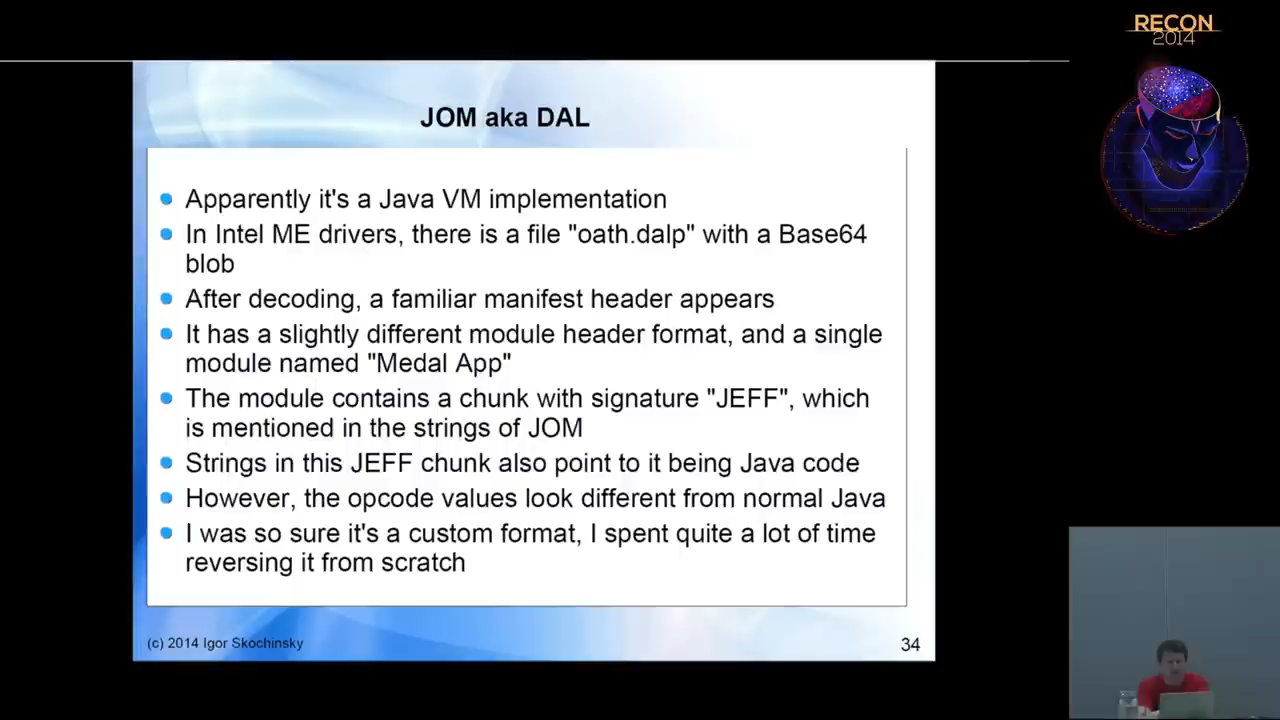 RECON
2014
JOM aka DAL
Apparently it's a Java VM implementation
In Intel ME drivers, there is a file "oath.dalp" with a Base64
blob
After decoding, a familiar manifest header appears
It has a slightly different module header format, and a single
module named "Medal App"
The module contains a chunk with signature "JEFF", which
is mentioned in the strings of JOM
Strings in this JEFF chunk also point to it being Java code
However, the opcode values look different from normal Java
I was so sure it's a custom format, I spent quite a lot of time
reversing it from scratch
(c) 2014 Igor Skochinsky
34